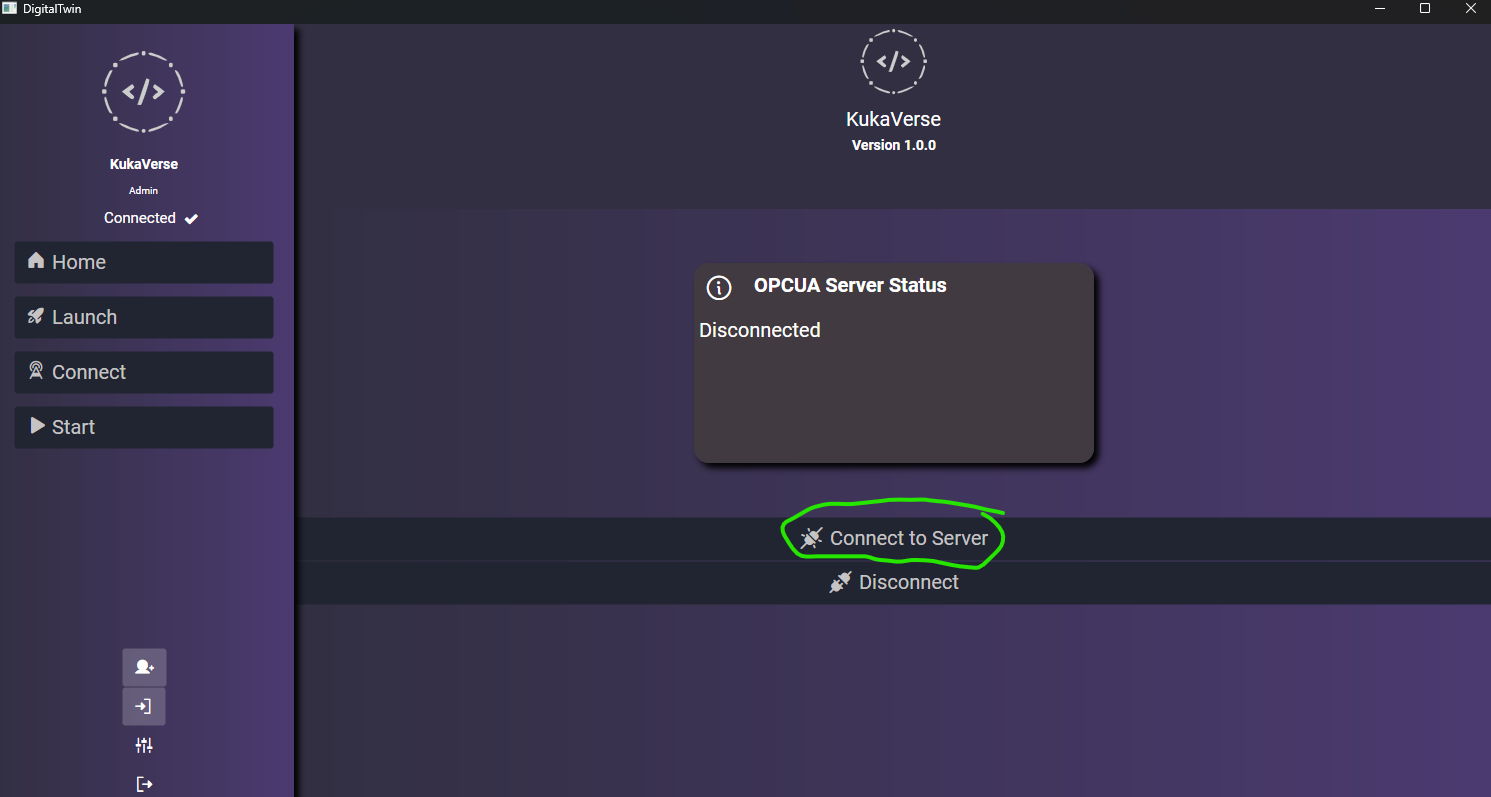 DigitalTwin
</>
KukaVerse
Admin
Connected
Home
Launch
Connect
Start
</>
KukaVerse
Version 1.0.0
OPCUA Server Status
Disconnected
Connect to Server
Disconnect